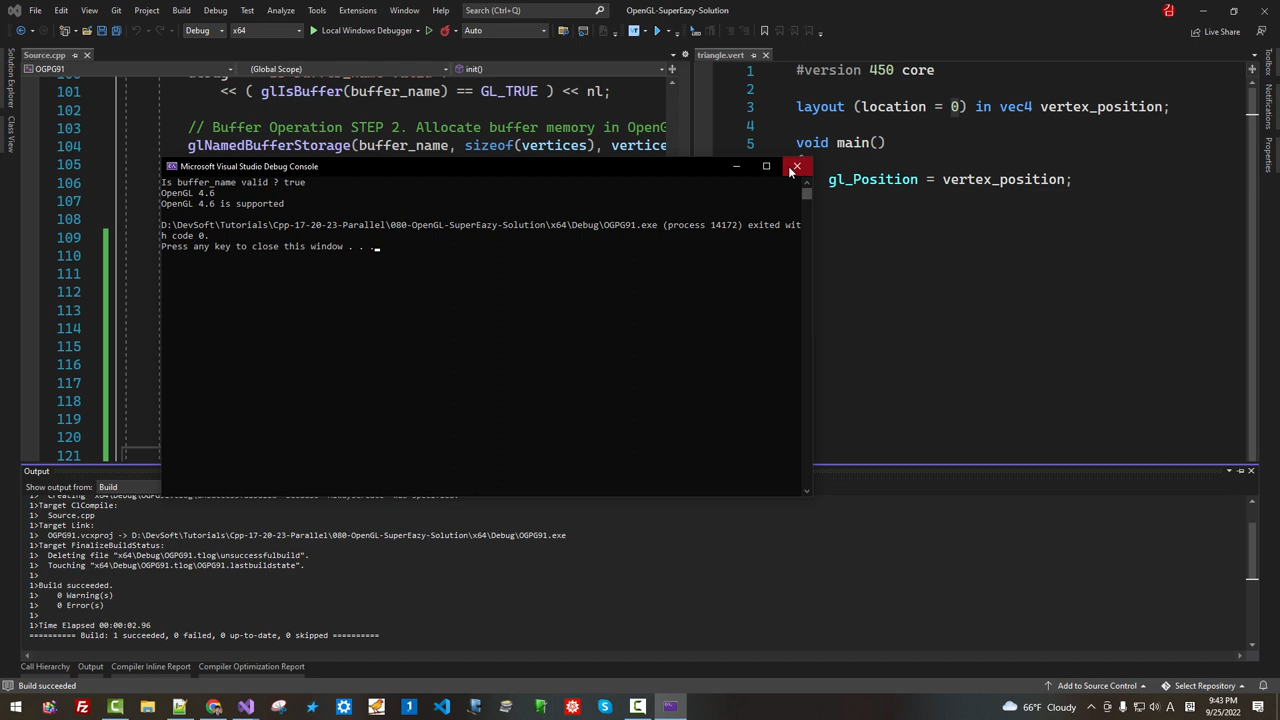 File Edit View Git Project Build Debug Test Analyze Tools Extensions Window Help Search (Ctrl+Q) OpenGL-SuperEazy-Solution
Debug x64 Local Windows Debugger Auto Live Share
Source.cpp
triangle.vert
OGPG91 (Global Scope) init()
Solution Explorer
Class View
Toolbox
Notifications
Properties
101 << ( glIsBuffer(buffer_name) == GL_TRUE ) << nl;
102
103 // Buffer Operation STEP 2. Allocate buffer memory in OpenG
104 glNamedBufferStorage(buffer_name, sizeof(vertices), vertice
105
106
107
108
109
110
111
112
113
114
115
116
117
118
119
120
121
1 #version 450 core
2
3 layout (location = 0) in vec4 vertex_position;
4
5 void main()
gl_Position = vertex_position;
Microsoft Visual Studio Debug Console
Is buffer_name valid ? true
OpenGL 4.6
OpenGL 4.6 is supported
D:\DevSoft\Tutorials\Cpp-17-20-23-Parallel\080-OpenGL-SuperEazy-Solution\x64\Debug\OGPG91.exe (process 14172) exited wit
h code 0.
Press any key to close this window . . .
Output
Show output from: Build
1>Target ClCompile:
1> Source.cpp
1>Target Link:
1> OGPG91.vcxproj -> D:\DevSoft\Tutorials\Cpp-17-20-23-Parallel\080-OpenGL-SuperEazy-Solution\x64\Debug\OGPG91.exe
1>Target FinalizeBuildStatus:
1> Deleting file "x64\Debug\OGPG91.tlog\unsuccessfulbuild".
1> Touching "x64\Debug\OGPG91.tlog\OGPG91.lastbuildstate".
1>
1>Build succeeded.
1> 0 Warning(s)
1> 0 Error(s)
1>
1>Time Elapsed 00:00:02.96
========== Build: 1 succeeded, 0 failed, 0 up-to-date, 0 skipped ==========
Call Hierarchy Output Compiler Inline Report Compiler Optimization Report
Build succeeded Add to Source Control Select Repository
66°F Cloudy A 9:43 PM
9/25/2022